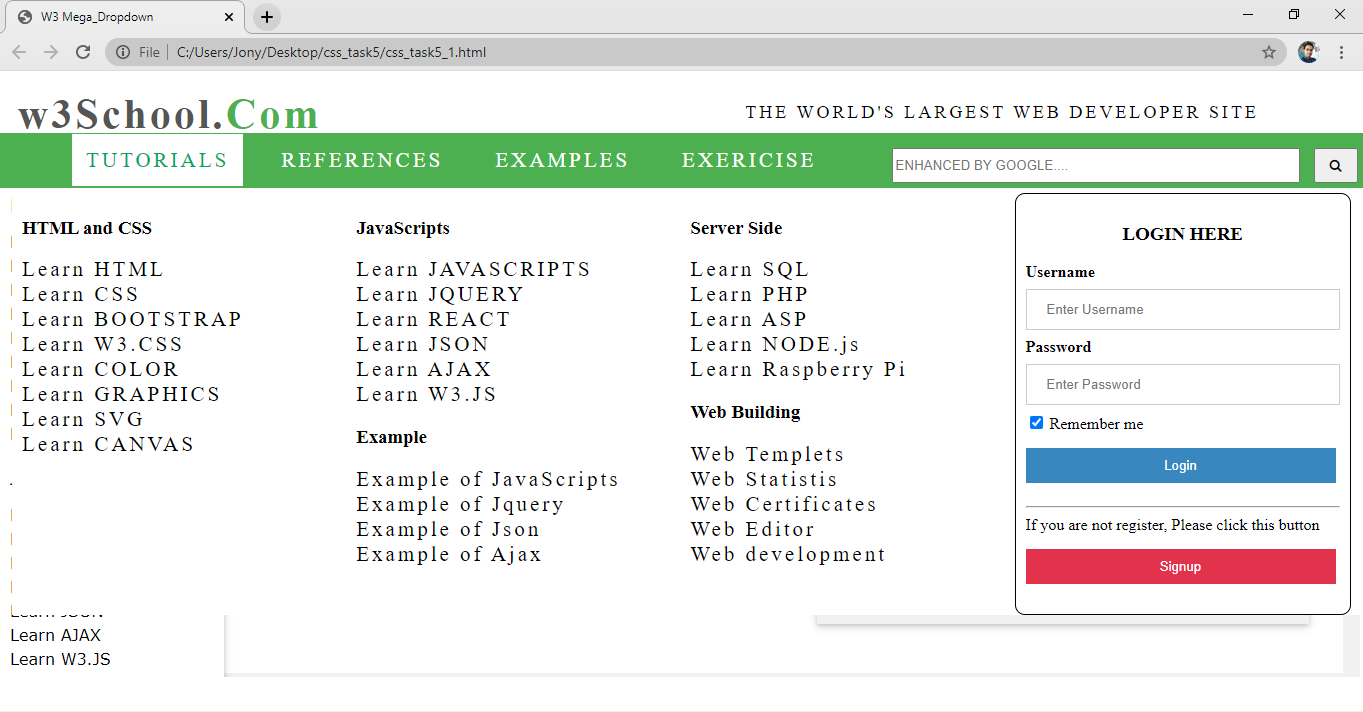 W3 Mega_Dropdown
File
C:/Users/Jony/Desktop/css_task5/css_task5_1.html
w3School.Com
THE WORLD'S LARGEST WEB DEVELOPER SITE
TUTORIALS
REFERENCES
EXAMPLES
EXERICISE
ENHANCED BY GOOGLE....
HTML and CSS
Learn HTML
Learn CSS
Learn BOOTSTRAP
Learn W3.CSS
Learn COLOR
Learn GRAPHICS
Learn SVG
Learn CANVAS
JavaScripts
Learn JAVASCRIPTS
Learn JQUERY
Learn REACT
Learn JSON
Learn AJAX
Learn W3.JS
Example
Example of JavaScripts
Example of Jquery
Example of Json
Example of Ajax
Server Side
Learn SQL
Learn PHP
Learn ASP
Learn NODE.js
Learn Raspberry Pi
Web Building
Web Templets
Web Statistis
Web Certificates
Web Editor
Web development
LOGIN HERE
Username
Enter Username
Password
Enter Password
Remember me
Login
If you are not register, Please click this button
Signup
Learn JSON
Learn AJAX
Learn W3.JS